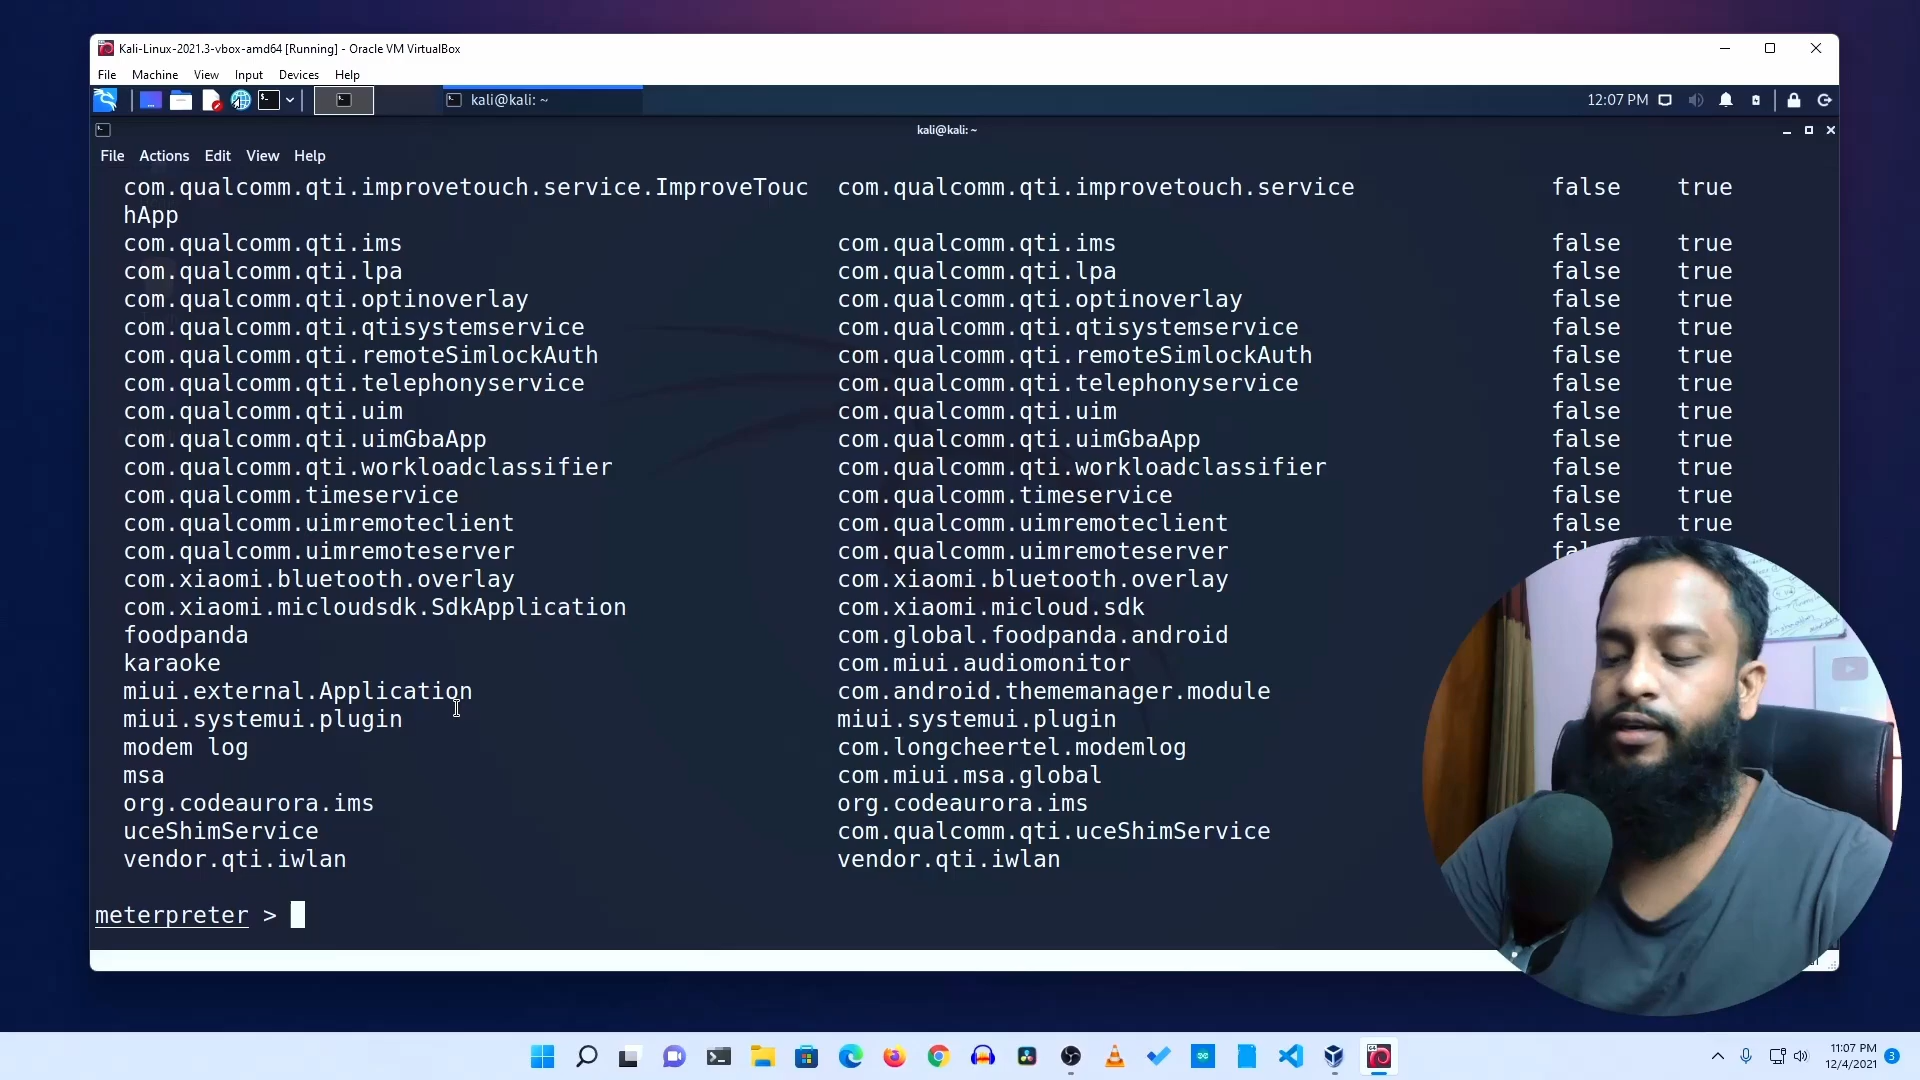 Kali-Linux-2021.3-vbox-amd64 [Running] - Oracle VM VirtualBox
File Machine View Input Devices Help
kali@kali: ~ 12:07 PM
kali@kali: ~
File Actions Edit View Help
com.qualcomm.qti.improvetouch.service.ImproveTouc com.qualcomm.qti.improvetouch.service false true
hApp
com.qualcomm.qti.ims com.qualcomm.qti.ims false true
com.qualcomm.qti.lpa com.qualcomm.qti.lpa false true
com.qualcomm.qti.optinoverlay com.qualcomm.qti.optinoverlay false true
com.qualcomm.qti.qtisystemservice com.qualcomm.qti.qtisystemservice false true
com.qualcomm.qti.remoteSimlockAuth com.qualcomm.qti.remoteSimlockAuth false true
com.qualcomm.qti.telephonyservice com.qualcomm.qti.telephonyservice false true
com.qualcomm.qti.uim com.qualcomm.qti.uim false true
com.qualcomm.qti.uimGbaApp com.qualcomm.qti.uimGbaApp false true
com.qualcomm.qti.workloadclassifier com.qualcomm.qti.workloadclassifier false true
com.qualcomm.timeservice com.qualcomm.timeservice false true
com.qualcomm.uimremoteclient com.qualcomm.uimremoteclient false true
com.qualcomm.uimremoteserver com.qualcomm.uimremoteserver
com.xiaomi.bluetooth.overlay com.xiaomi.bluetooth.overlay
com.xiaomi.micloudsdk.SdkApplication com.xiaomi.micloud.sdk
foodpanda com.global.foodpanda.android
karaoke com.miui.audiomonitor
miui.external.Application com.android.thememanager.module
miui.systemui.plugin miui.systemui.plugin
modem log com.longcheertel.modemlog
msa com.miui.msa.global
org.codeaurora.ims org.codeaurora.ims
uceShimService com.qualcomm.qti.uceShimService
vendor.qti.iwlan vendor.qti.iwlan
meterpreter >
11:07 PM
12/4/2021 3